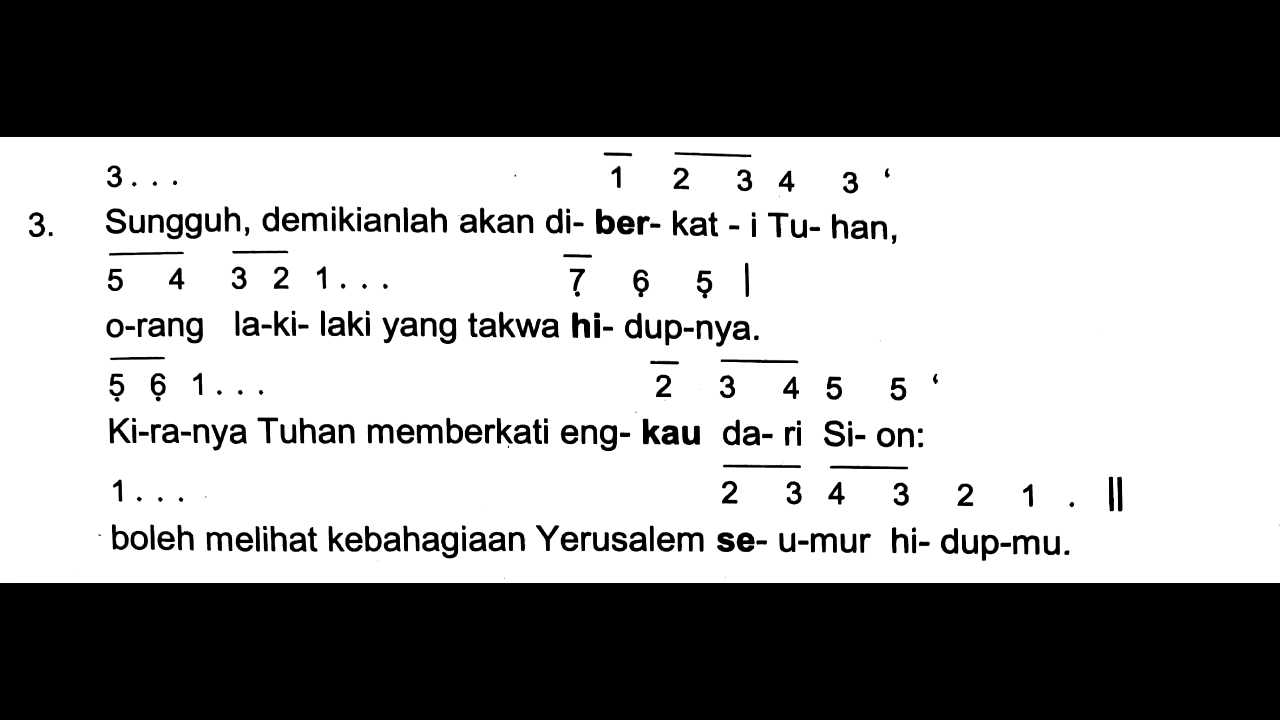 3 . . . 1 2 3 4 3 ‘
3. Sungguh, demikianlah akan di- ber- kat - i Tu- han,
5 4 3 2 1 . . . 7̣ 6̣ 5̣ |
o-rang la-ki- laki yang takwa hi- dup-nya.
5̣ 6̣ 1 . . . 2 3 4 5 5 ‘
Ki-ra-nya Tuhan memberkati eng- kau da- ri Si- on:
1 . . . 2 3 4 3 2 1 . ||
boleh melihat kebahagiaan Yerusalem se- u-mur hi- dup-mu.